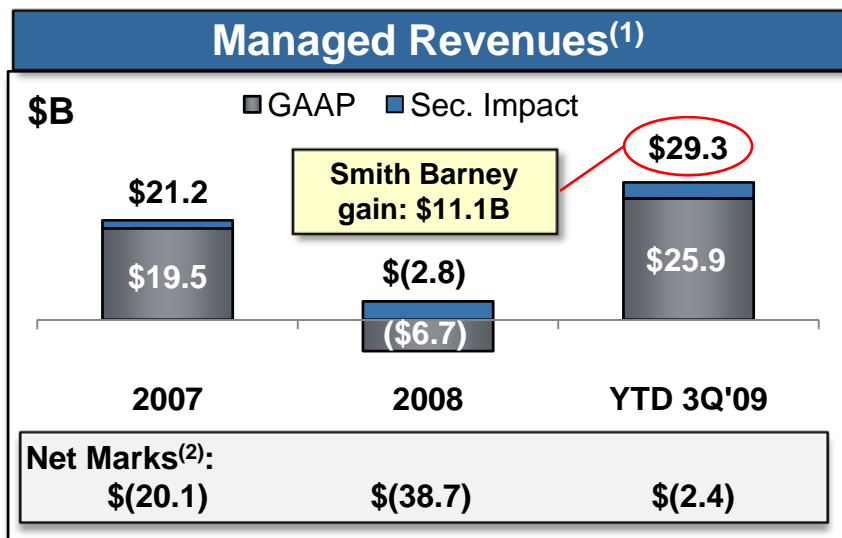 Managed Revenues(1)
$B
GAAP Sec. Impact
$29.3
Smith Barney
gain: $11.1B
$21.2
$19.5
$(2.8)
($6.7)
$25.9
2007 2008 YTD 3Q'09
Net Marks(2):
$(20.1) $(38.7) $(2.4)